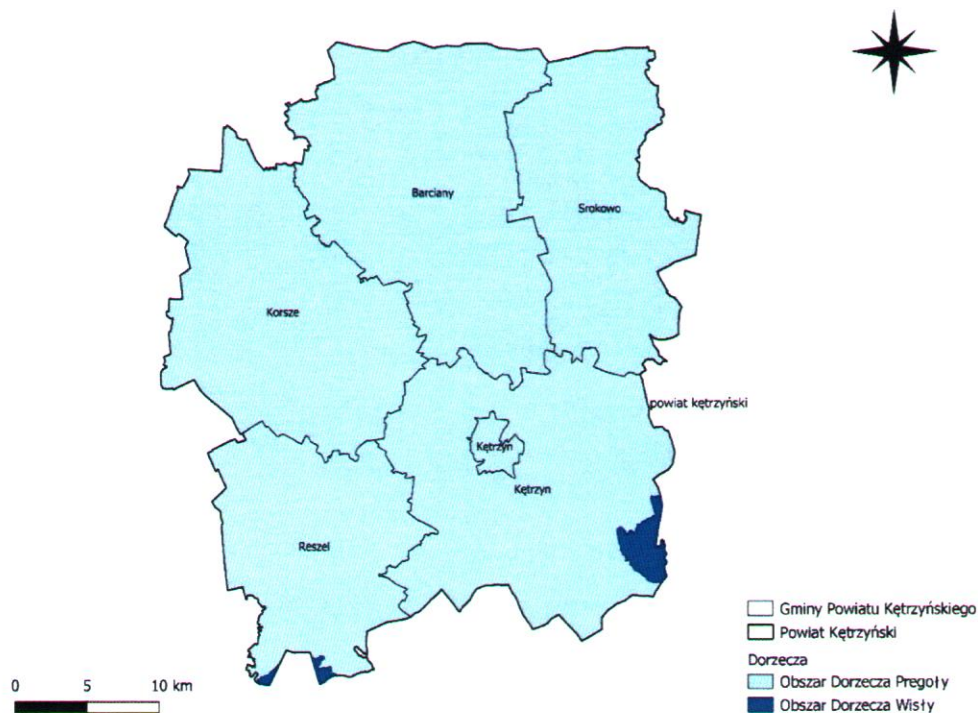 Barciany
Srokowo
Korsze
powiat kętrzyński
Kętrzyn
Kętrzyn
Reszel
Gminy Powiatu Kętrzyńskiego
Powiat Kętrzyński
Dorzecza
Obszar Dorzecza Pregoły
Obszar Dorzecza Wisły
0 5 10 km